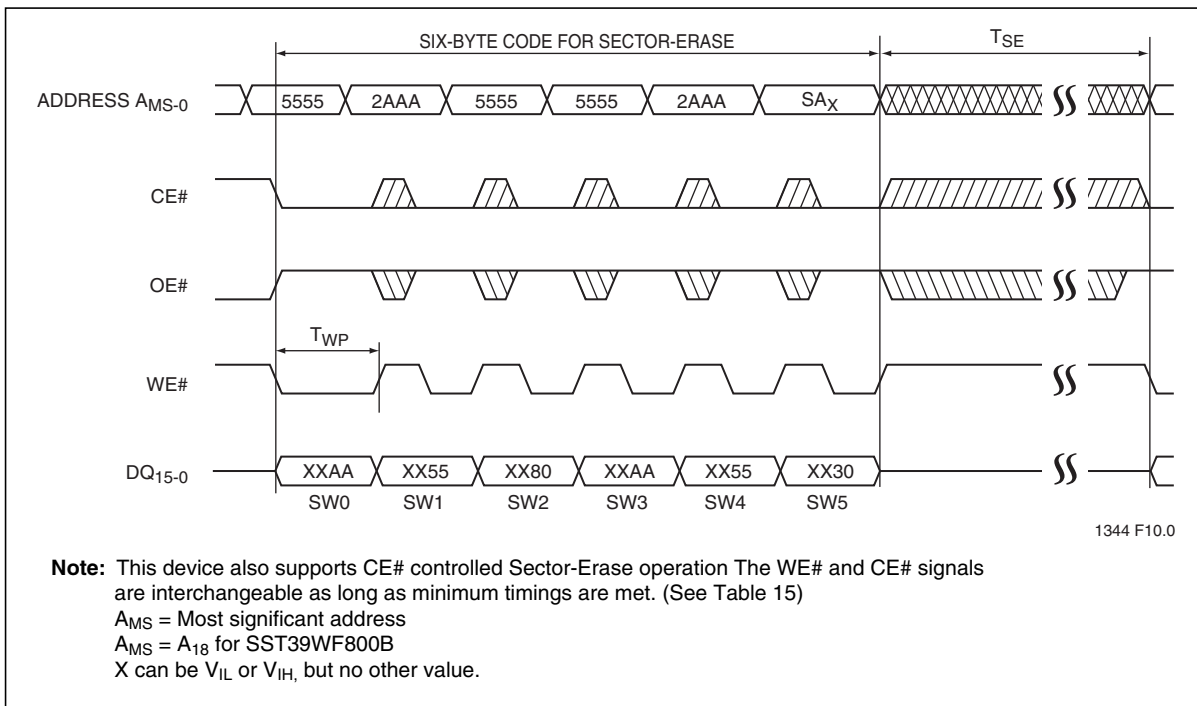 SIX-BYTE CODE FOR SECTOR-ERASE TSE
ADDRESS AMS-0 5555 2AAA 5555 5555 2AAA SAX
CE#
OE#
TWP
WE#
DQ15-0 XXAA XX55 XX80 XXAA XX55 XX30
SW0 SW1 SW2 SW3 SW4 SW5
1344 F10.0
Note: This device also supports CE# controlled Sector-Erase operation The WE# and CE# signals
are interchangeable as long as minimum timings are met. (See Table 15)
AMS = Most significant address
AMS = A18 for SST39WF800B
X can be VIL or VIH, but no other value.